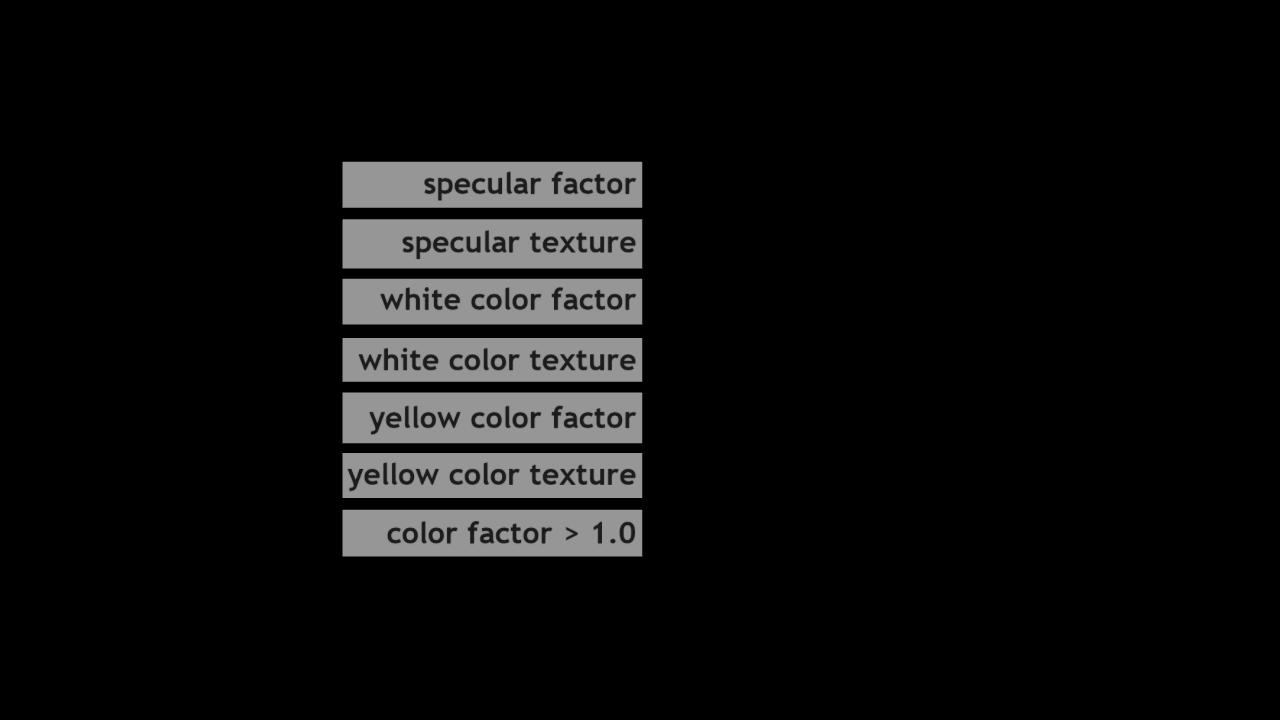 specular factor
specular texture
white color factor
white color texture
yellow color factor
yellow color texture
color factor > 1.0